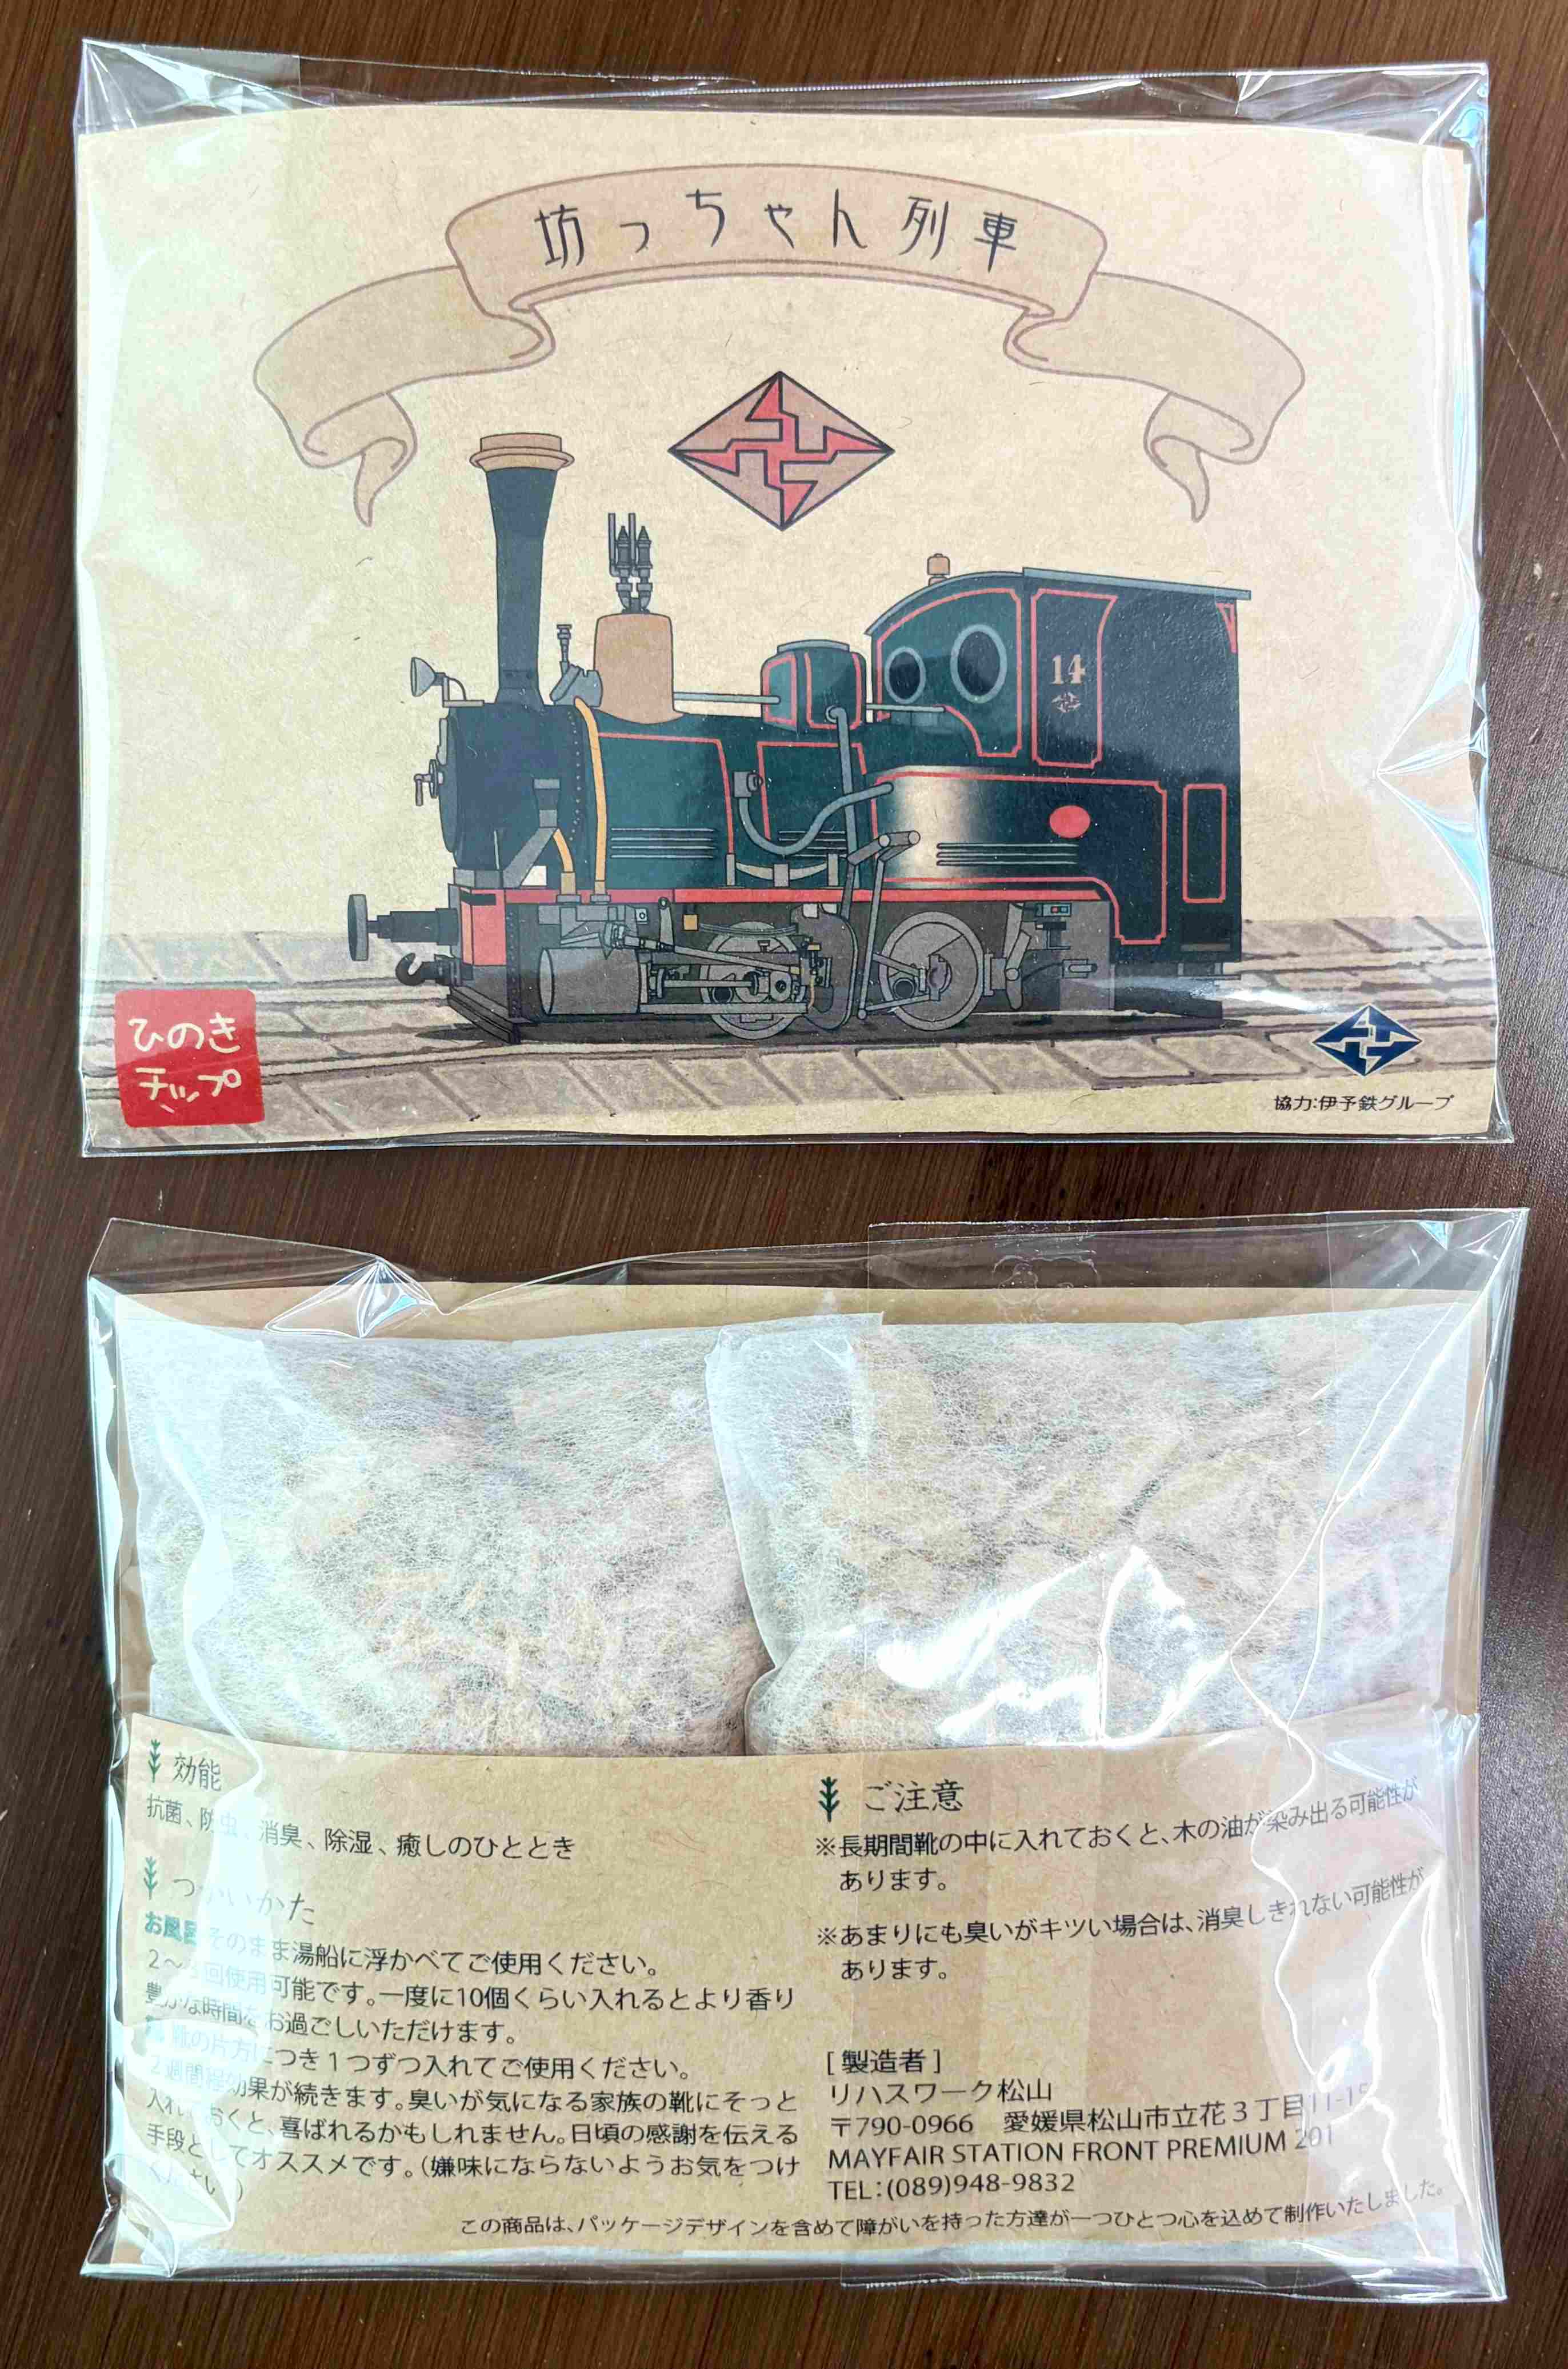 坊っちゃん列車
14
ひのき
チップ
協力:伊予鉄グループ
効能
抗菌、防虫、消臭、除湿、癒しのひととき
つかいかた
お風呂 そのまま湯船に浮かべてご使用ください。
2~ 回使用可能です。一度に10個くらい入れるとより香り
豊かな時間をお過ごしいただけます。
靴の片方につき1つずつ入れてご使用ください。
2週間程効果が続きます。臭いが気になる家族の靴にそっと
入れておくと、喜ばれるかもしれません。日頃の感謝を伝える
手段としてオススメです。(嫌味にならないようお気をつけ
ください)
ご注意
※長期間靴の中に入れておくと、木の油が染み出る可能性が
あります。
※あまりにも臭いがキツい場合は、消臭しきれない可能性が
あります。
[製造者]
リハスワーク松山
〒790-0966 愛媛県松山市立花3丁目
MAYFAIR STATION FRONT PREMIUM 201
TEL:(089)948-9832
この商品は、パッケージデザインを含めて障がいを持った方達が一つひとつ心を込めて制作いたしました。